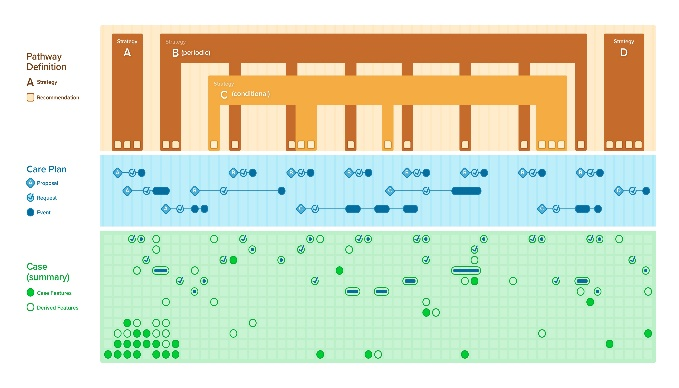 Pathway
Definition
A Strategy
Recommendation
Strategy
A
Strategy
B (periodic)
Strategy
C (conditional)
Strategy
D
Care Plan
Proposal
Request
Event
Case
(summary)
Case Features
Derived Features